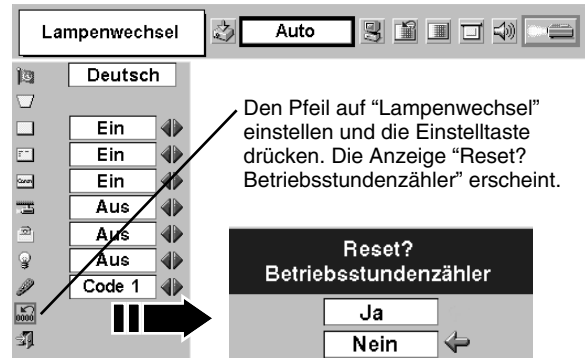 Lampenwechsel
Auto
Deutsch
Ein
Ein
Ein
Aus
Aus
Aus
Code 1
0000
Den Pfeil auf “Lampenwechsel”
einstellen und die Einstelltaste
drücken. Die Anzeige “Reset?
Betriebsstundenzähler” erscheint.
Reset?
Betriebsstundenzähler
Ja
Nein